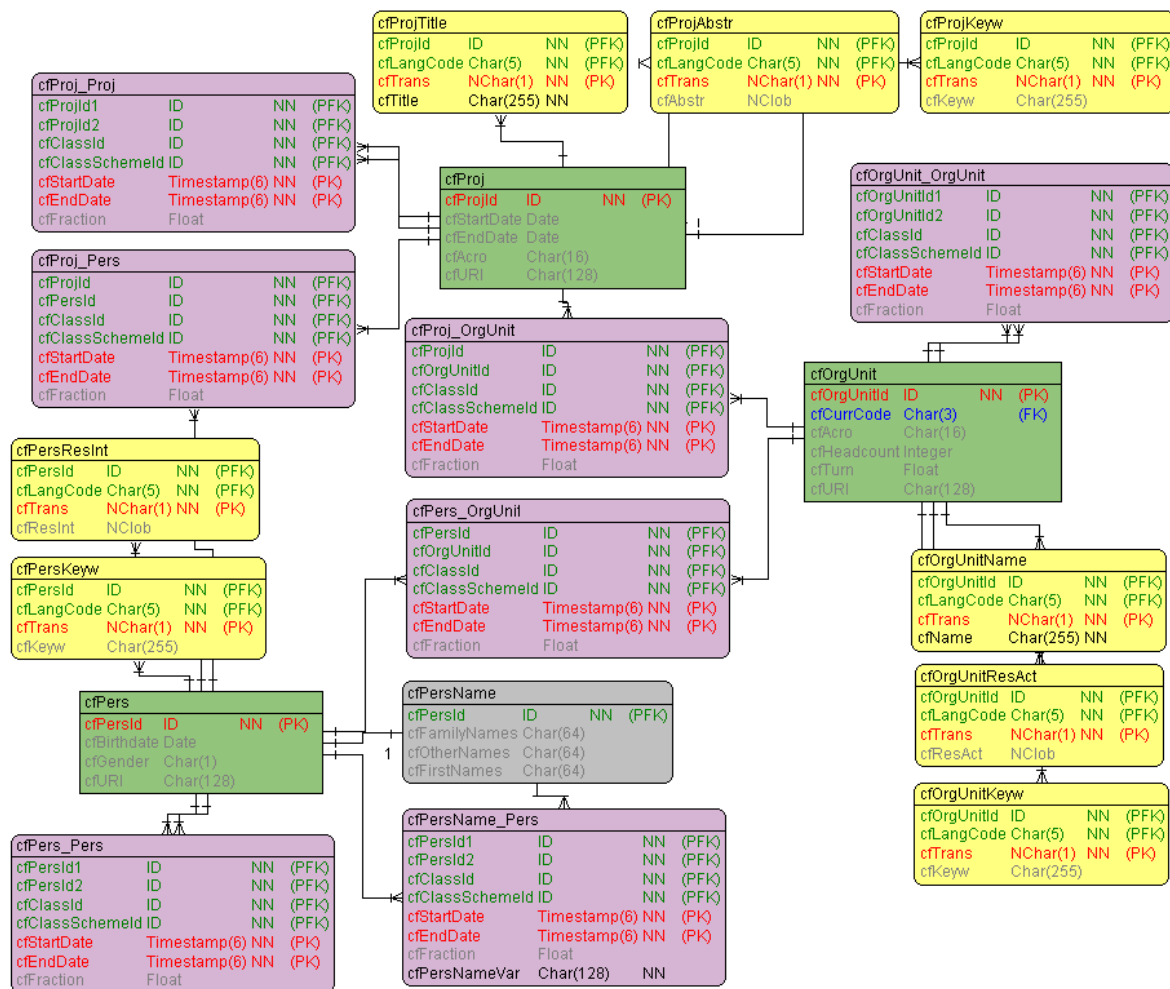 cfProjTitle
cfProjId ID NN (PFK)
cfLangCode Char(5) NN (PFK)
cfTrans NChar(1) NN (PK)
cfTitle Char(255) NN
cfProjAbstr
cfProjId ID NN (PFK)
cfLangCode Char(5) NN (PFK)
cfTrans NChar(1) NN (PK)
cfAbstr NClob
cfProjKeyw
cfProjId ID NN (PFK)
cfLangCode Char(5) NN (PFK)
cfTrans NChar(1) NN (PK)
cfKeyw Char(255)
cfProj_Proj
cfProjId1 ID NN (PFK)
cfProjId2 ID NN (PFK)
cfClassId ID NN (PFK)
cfClassSchemeId ID NN (PFK)
cfStartDate Timestamp(6) NN (PK)
cfEndDate Timestamp(6) NN (PK)
cfFraction Float
cfProj
cfProjId ID NN (PK)
cfStartDate Date
cfEndDate Date
cfAcro Char(16)
cfURI Char(128)
cfOrgUnit_OrgUnit
cfOrgUnitId1 ID NN (PFK)
cfOrgUnitId2 ID NN (PFK)
cfClassId ID NN (PFK)
cfClassSchemeId ID NN (PFK)
cfStartDate Timestamp(6) NN (PK)
cfEndDate Timestamp(6) NN (PK)
cfFraction Float
cfProj_Pers
cfProjId ID NN (PFK)
cfPersId ID NN (PFK)
cfClassId ID NN (PFK)
cfClassSchemeId ID NN (PFK)
cfStartDate Timestamp(6) NN (PK)
cfEndDate Timestamp(6) NN (PK)
cfFraction Float
cfProj_OrgUnit
cfProjId ID NN (PFK)
cfOrgUnitId ID NN (PFK)
cfClassId ID NN (PFK)
cfClassSchemeId ID NN (PFK)
cfStartDate Timestamp(6) NN (PK)
cfEndDate Timestamp(6) NN (PK)
cfFraction Float
cfOrgUnit
cfOrgUnitId ID NN (PK)
cfCurrCode Char(3) (FK)
cfAcro Char(16)
cfHeadcount Integer
cfTurn Float
cfURI Char(128)
cfPersResInt
cfPersId ID NN (PFK)
cfLangCode Char(5) NN (PFK)
cfTrans NChar(1) NN (PK)
cfResInt NClob
cfPers_OrgUnit
cfPersId ID NN (PFK)
cfOrgUnitId ID NN (PFK)
cfClassId ID NN (PFK)
cfClassSchemeId ID NN (PFK)
cfStartDate Timestamp(6) NN (PK)
cfEndDate Timestamp(6) NN (PK)
cfFraction Float
cfPersKeyw
cfPersId ID NN (PFK)
cfLangCode Char(5) NN (PFK)
cfTrans NChar(1) NN (PK)
cfKeyw Char(255)
cfOrgUnitName
cfOrgUnitId ID NN (PFK)
cfLangCode Char(5) NN (PFK)
cfTrans NChar(1) NN (PK)
cfName Char(255) NN
cfOrgUnitResAct
cfOrgUnitId ID NN (PFK)
cfLangCode Char(5) NN (PFK)
cfTrans NChar(1) NN (PK)
cfResAct NClob
cfPers
cfPersId ID NN (PK)
cfBirthdate Date
cfGender Char(1)
cfURI Char(128)
1
cfPersName
cfPersId ID NN (PFK)
cfFamilyNames Char(64)
cfOtherNames Char(64)
cfFirstNames Char(64)
cfOrgUnitKeyw
cfOrgUnitId ID NN (PFK)
cfLangCode Char(5) NN (PFK)
cfTrans NChar(1) NN (PK)
cfKeyw Char(255)
cfPers_Pers
cfPersId1 ID NN (PFK)
cfPersId2 ID NN (PFK)
cfClassId ID NN (PFK)
cfClassSchemeId ID NN (PFK)
cfStartDate Timestamp(6) NN (PK)
cfEndDate Timestamp(6) NN (PK)
cfFraction Float
cfPersName_Pers
cfPersId1 ID NN (PFK)
cfPersId2 ID NN (PFK)
cfClassId ID NN (PFK)
cfClassSchemeId ID NN (PFK)
cfStartDate Timestamp(6) NN (PK)
cfEndDate Timestamp(6) NN (PK)
cfFraction Float
cfPersNameVar Char(128) NN